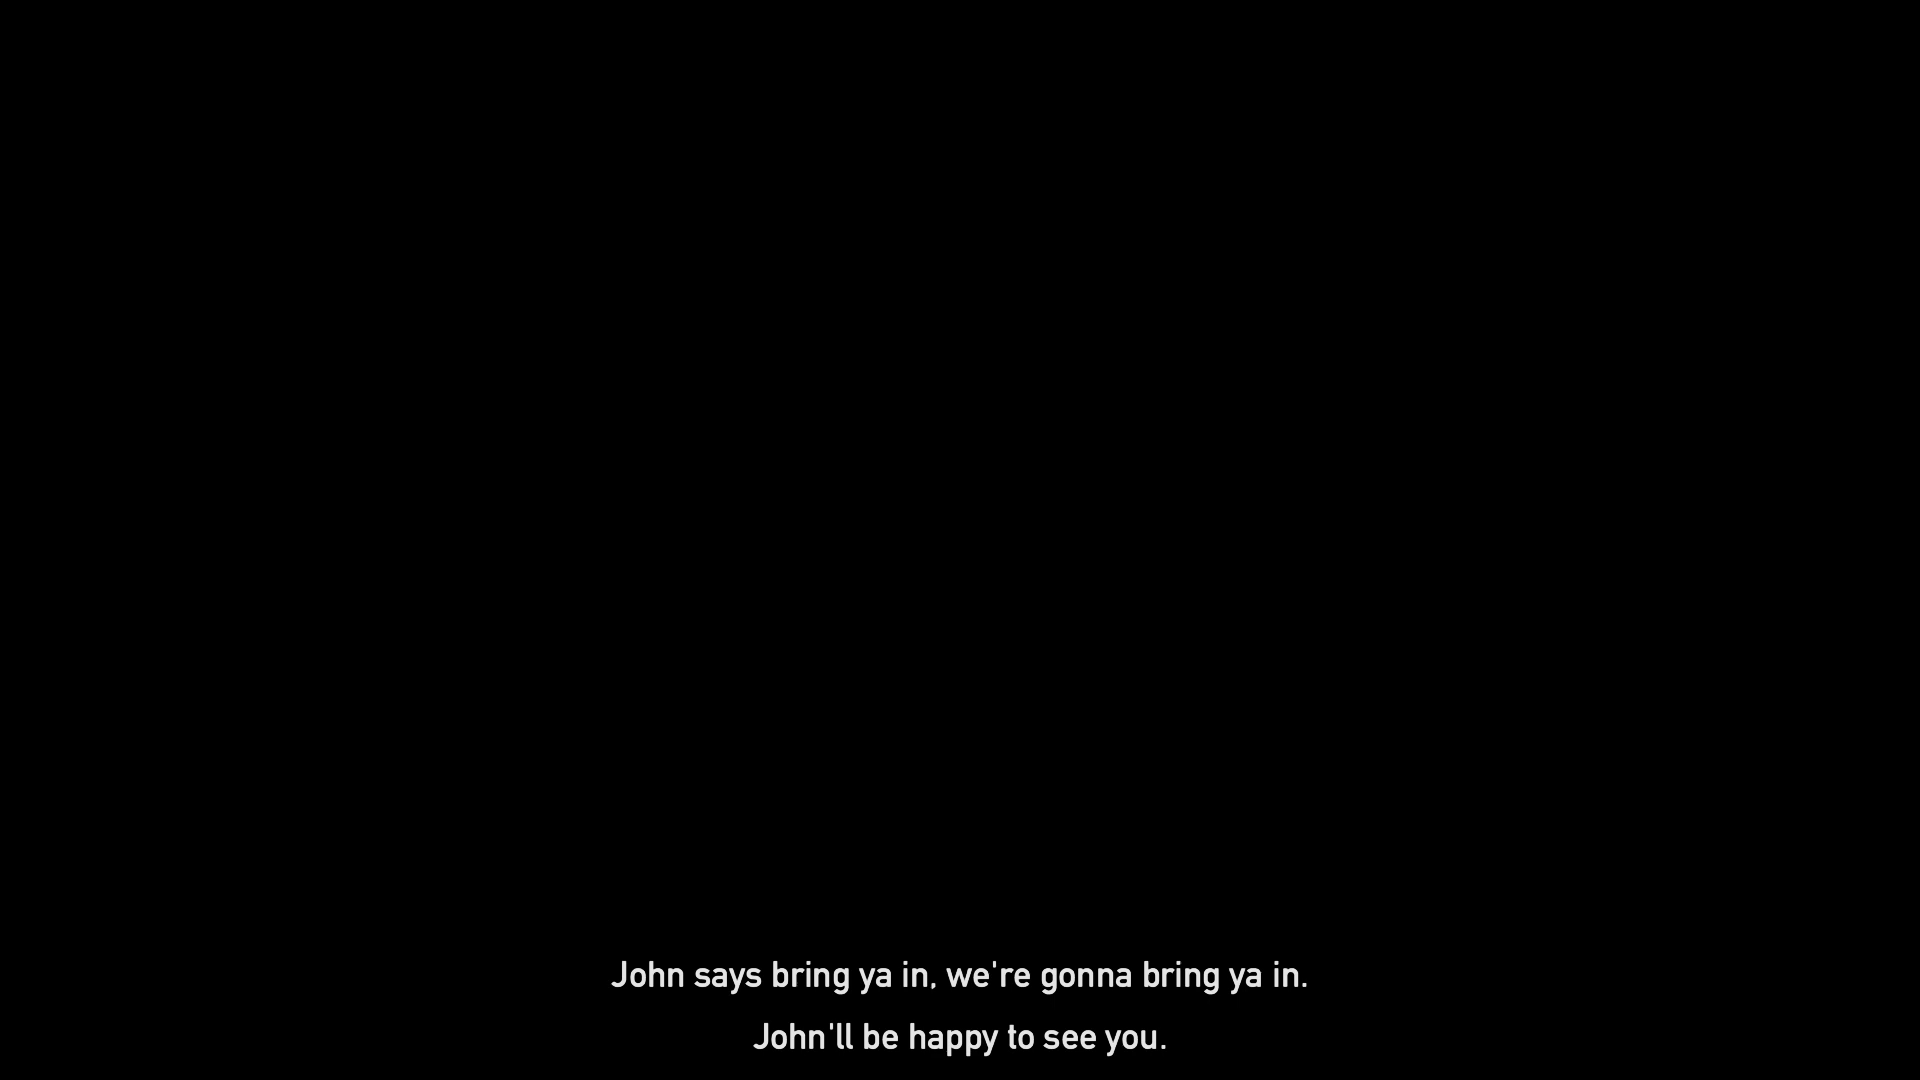 John says bring ya in, we're gonna bring ya in.
John'll be happy to see you.